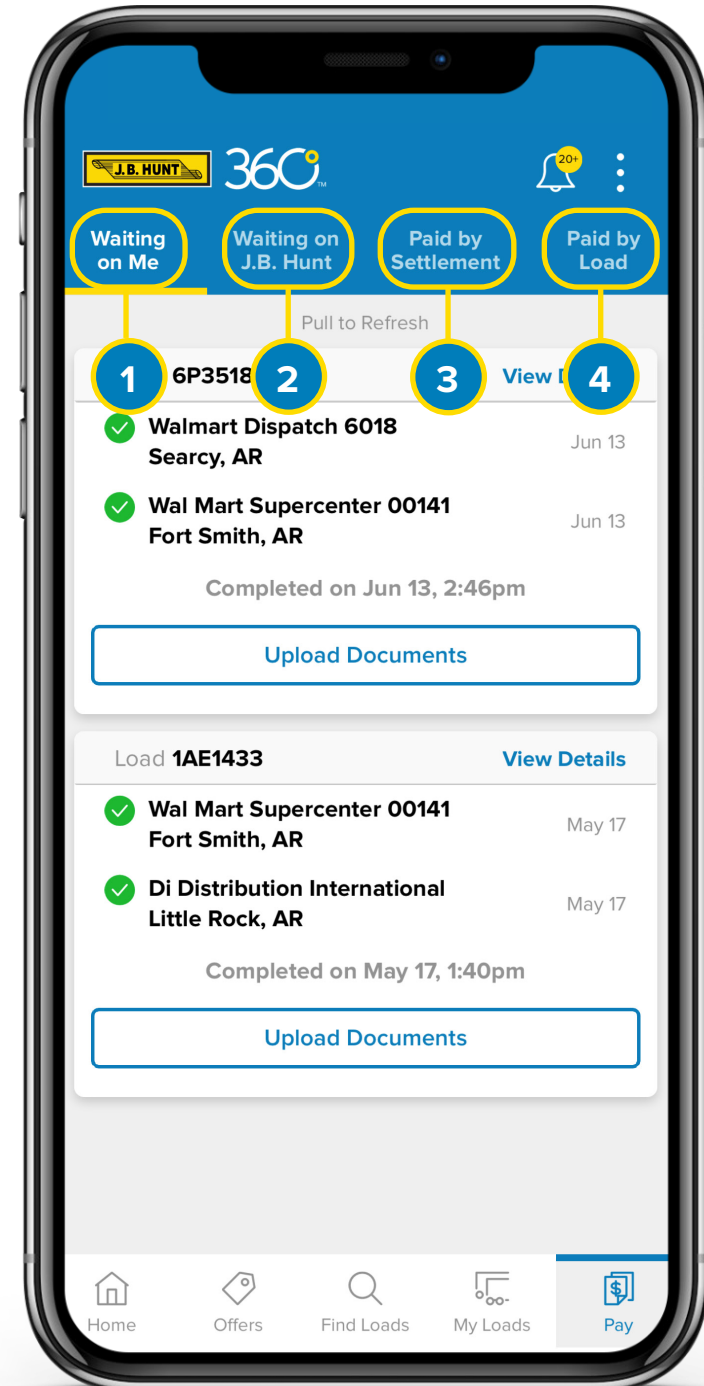 J.B. HUNT 360° TM
20+
Waiting on Me
Waiting on J.B. Hunt
Paid by Settlement
Paid by Load
Pull to Refresh
1
2
3
4
6P3518
View
Walmart Dispatch 6018
Searcy, AR
Jun 13
Wal Mart Supercenter 00141
Fort Smith, AR
Jun 13
Completed on Jun 13, 2:46pm
Upload Documents
Load 1AE1433
View Details
Wal Mart Supercenter 00141
Fort Smith, AR
May 17
Di Distribution International
Little Rock, AR
May 17
Completed on May 17, 1:40pm
Upload Documents
Home
Offers
Find Loads
My Loads
Pay